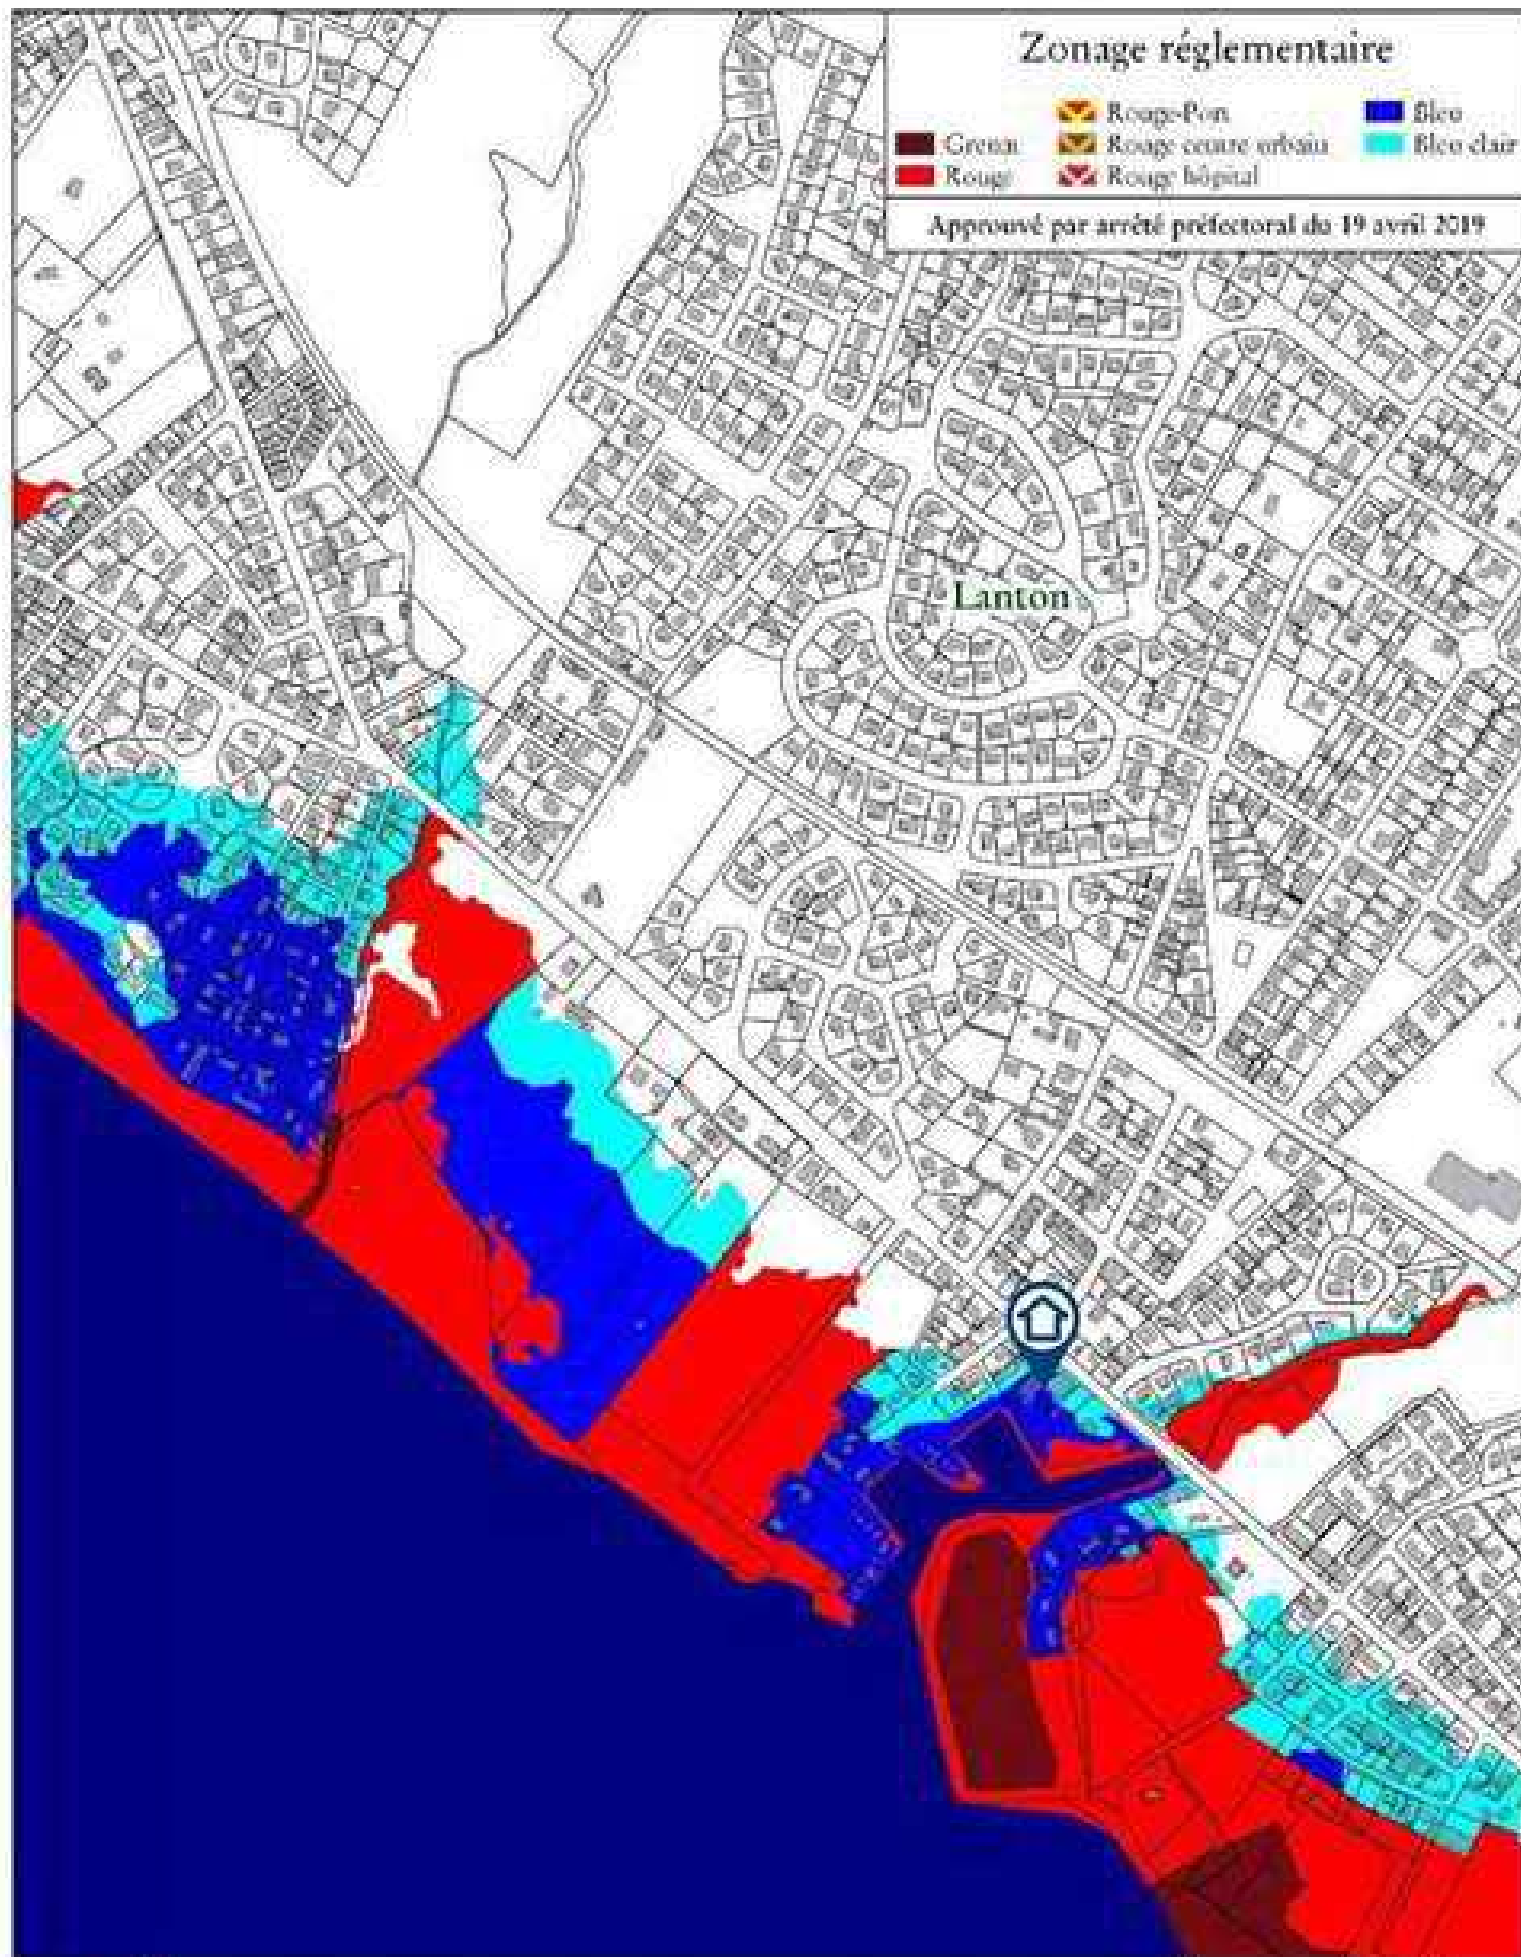 Zonage réglementaire
Rouge-Port
Bleu
Grenat
Rouge centre urbain
Bleu clair
Rouge
Rouge hôpital
Approuvé par arrêté préfectoral du 19 avril 2019
Lanton